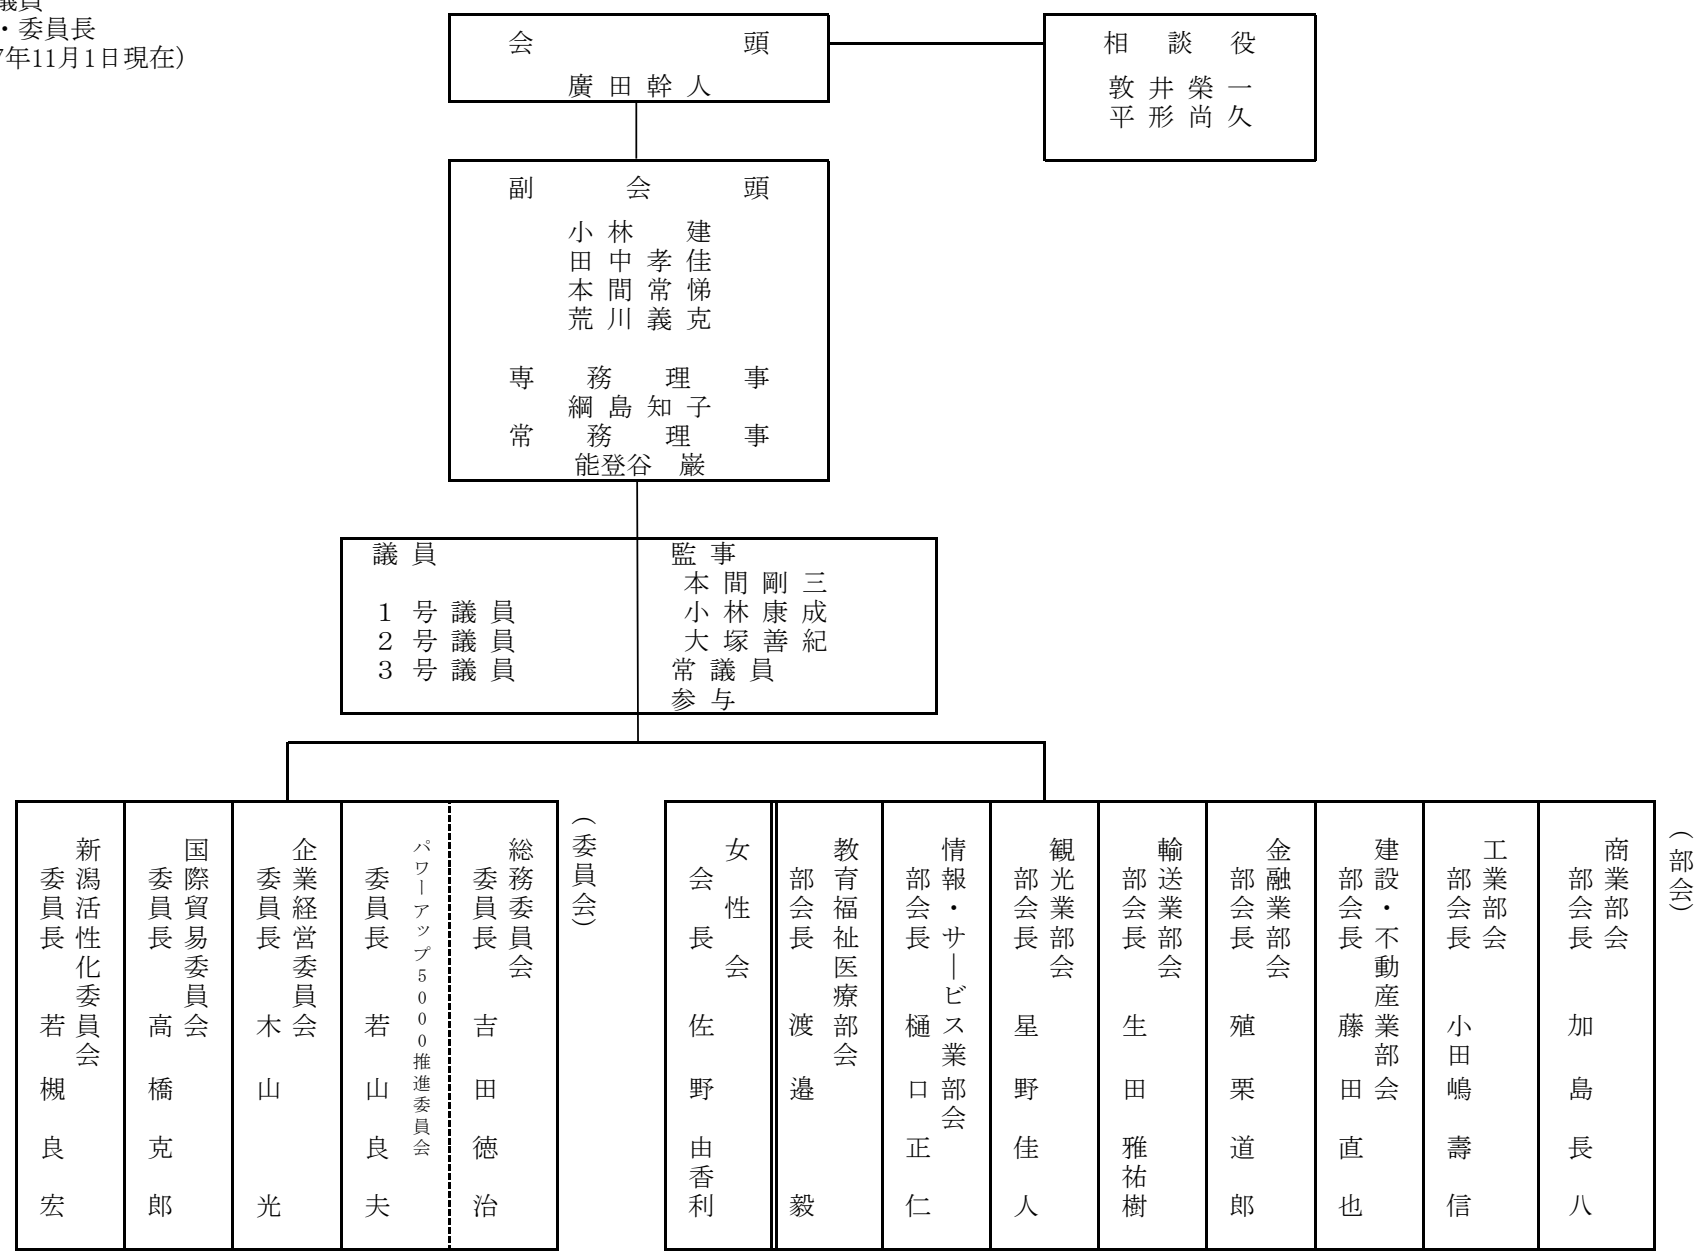 議員
・委員長
7年11月1日現在）
会頭
廣田幹人
相談役
敦井榮一
平形尚久
副会頭
小林 建
田中孝佳
本間常悌
荒川義克
専務理事
綱島知子
常務理事
能登谷 巌
議員
1号議員
2号議員
3号議員
監事
本間剛三
小林康成
大塚善紀
常議員
参与
（部会）
商業部会
部会長 加島長八
工業部会
部会長 小田嶋壽信
建設・不動産業部会
部会長 藤田直也
金融業部会
部会長 殖栗道郎
輸送業部会
部会長 生田雅祐樹
観光業部会
部会長 星野佳人
情報・サービス業部会
部会長 樋口正仁
教育福祉医療部会
部会長 渡邉毅
女性会
会長 佐野由香利
（委員会）
総務委員会
委員長 吉田徳治
パワーアップ5000推進委員会
委員長 若山良夫
企業経営委員会
委員長 木山光
国際貿易委員会
委員長 高橋克郎
新潟活性化委員会
委員長 若槻良宏